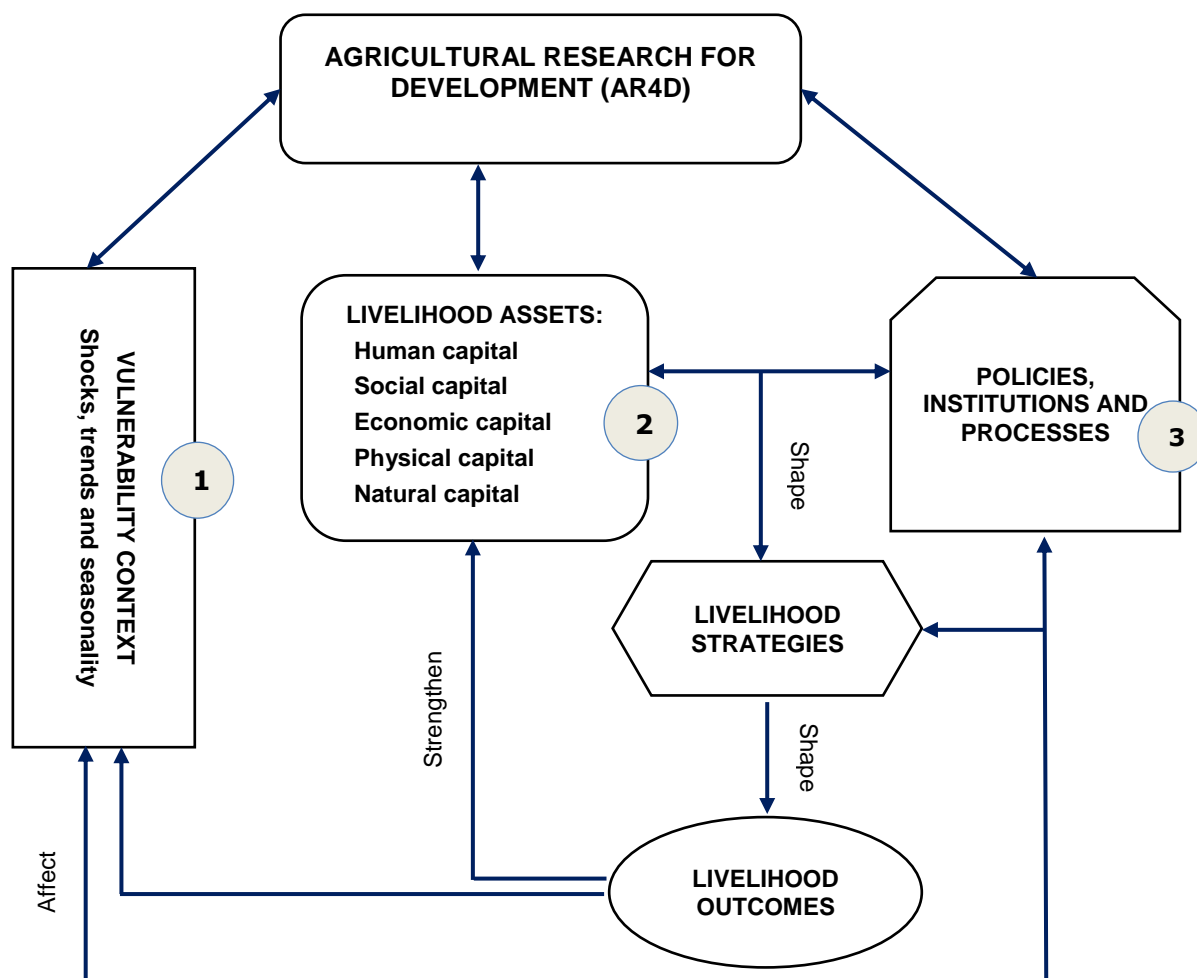 AGRICULTURAL RESEARCH FOR
DEVELOPMENT (AR4D)
VULNERABILITY CONTEXT
Shocks, trends and seasonality
1
LIVELIHOOD ASSETS:
Human capital
Social capital
Economic capital
Physical capital
Natural capital
2
POLICIES,
INSTITUTIONS AND
PROCESSES
3
Shape
LIVELIHOOD
STRATEGIES
Strengthen
Shape
Affect
LIVELIHOOD
OUTCOMES